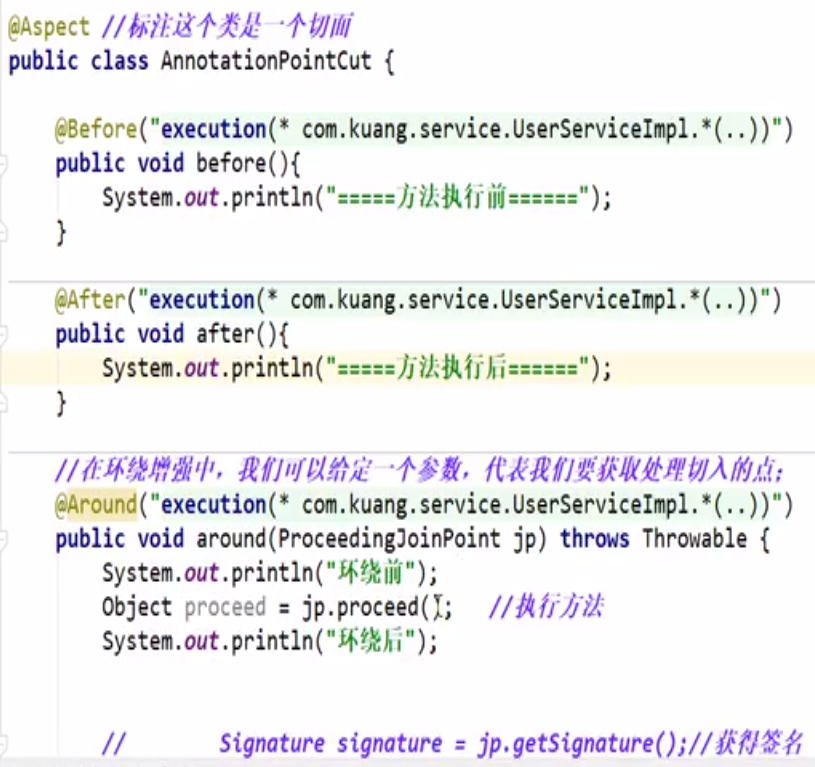 @Aspect //标注这个类是一个切面
public class AnnotationPointCut {
@Before("execution(* com.kuang.service.UserServiceImpl.*(..))")
public void before(){
System.out.println("=====方法执行前======");
}
@After("execution(* com.kuang.service.UserServiceImpl.*(..))")
public void after(){
System.out.println("=====方法执行后======");
}
//在环绕增强中，我们可以给定一个参数，代表我们要获取处理切入的点;
@Around("execution(* com.kuang.service.UserServiceImpl.*(..))")
public void around(ProceedingJoinPoint jp) throws Throwable {
System.out.println("环绕前");
Object proceed = jp.proceed(); //执行方法
System.out.println("环绕后");
// Signature signature = jp.getSignature();//获得签名